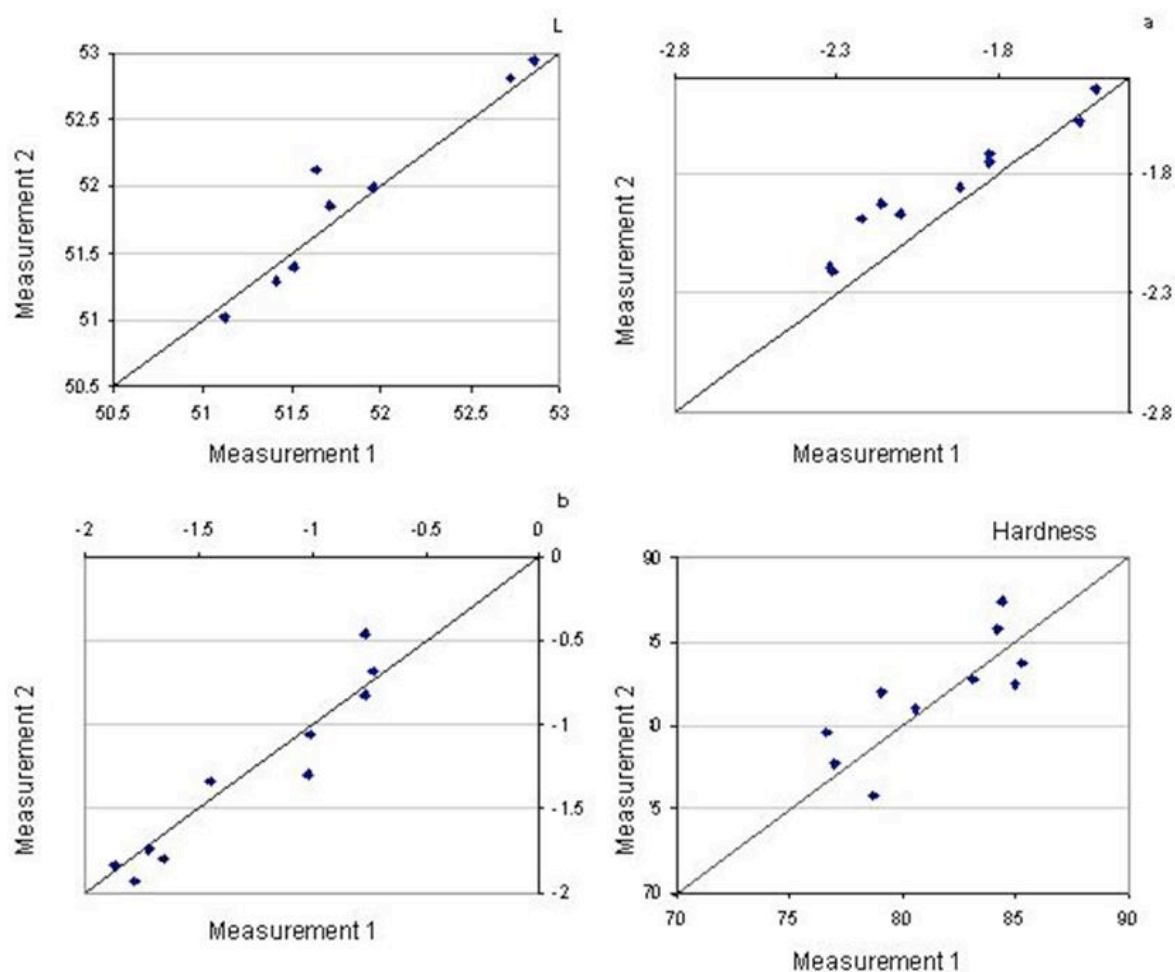 L
53
52.5
52
51.5
51
50.5
50.5 51 51.5 52 52.5 53
Measurement 2
Measurement 1
a
-2.8 -2.3 -1.8
-1.8
-2.3
-2.8
Measurement 2
Measurement 1
b
-2 -1.5 -1 -0.5 0
0
-0.5
-1
-1.5
-2
Measurement 2
Measurement 1
Hardness
90
70
70 75 80 85 90
Measurement 2
Measurement 1